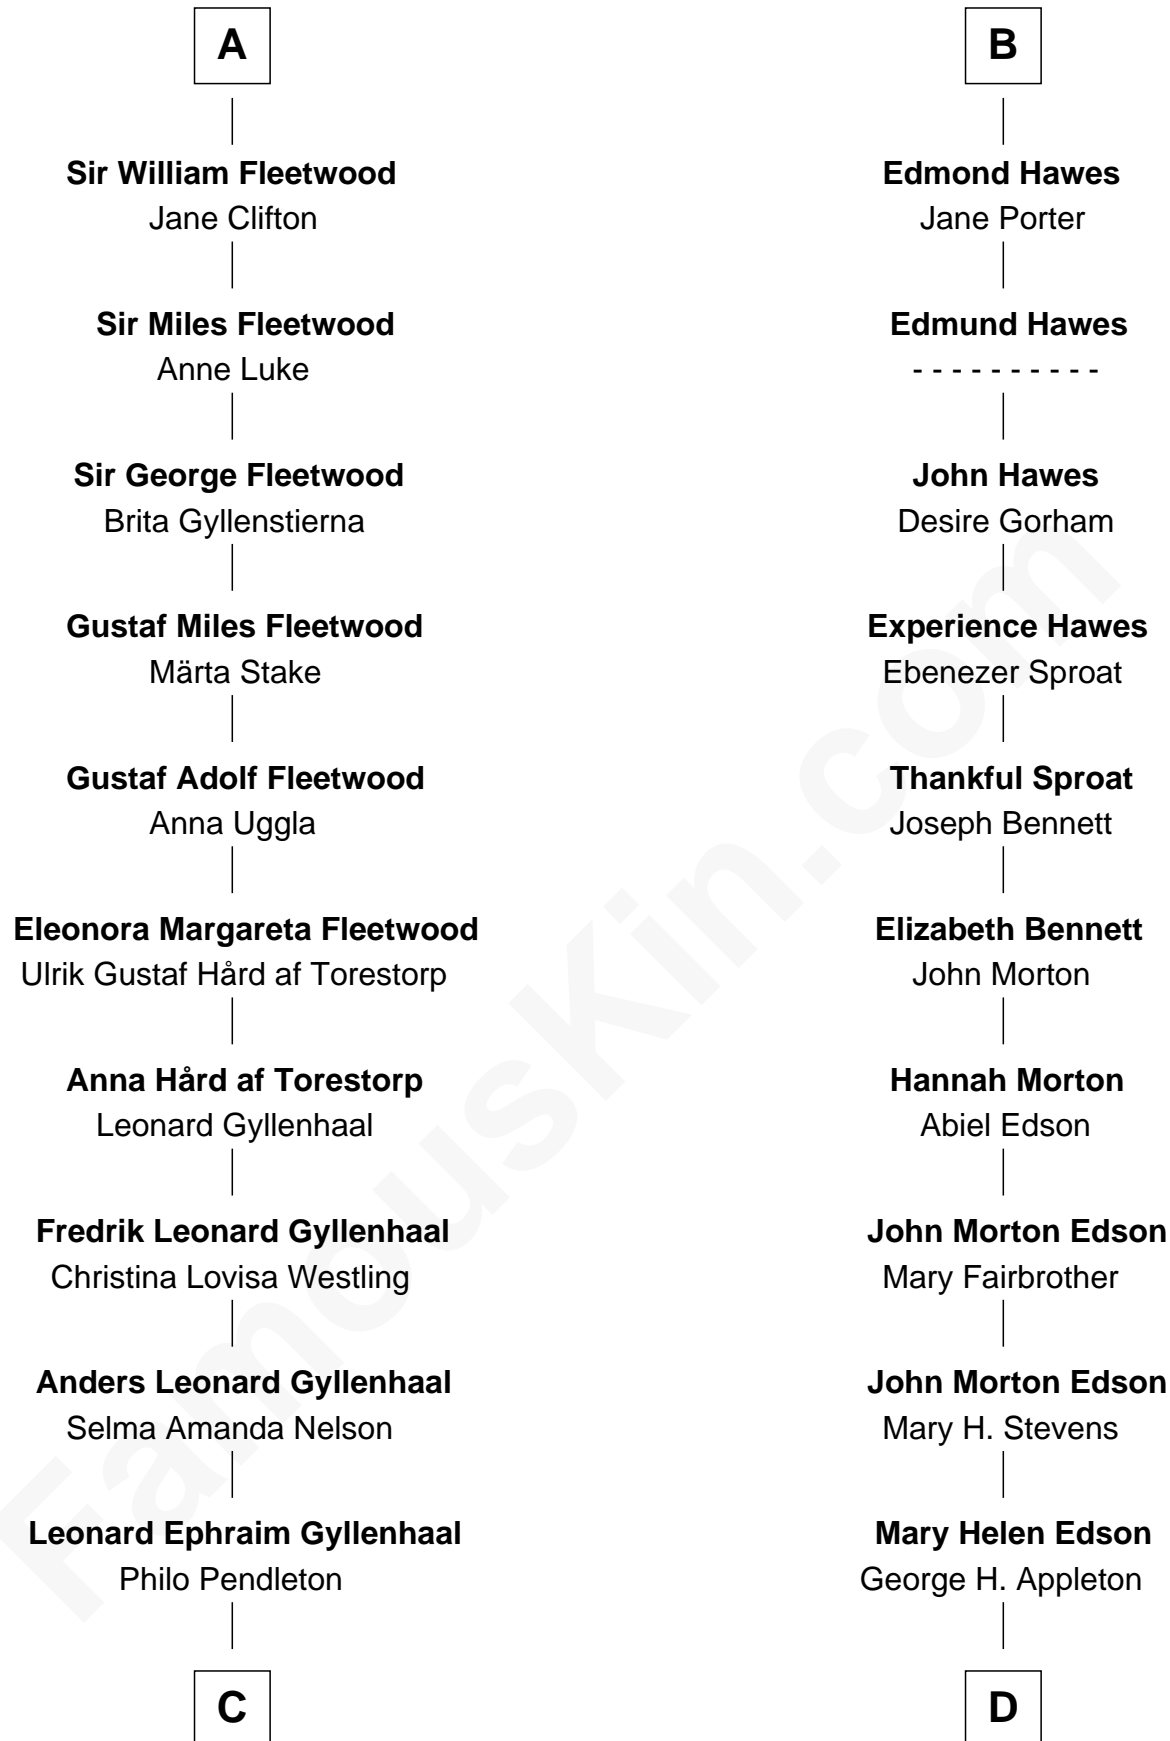 A
Sir William Fleetwood
Jane Clifton
Sir Miles Fleetwood
Anne Luke
Sir George Fleetwood
Brita Gyllenstierna
Gustaf Miles Fleetwood
Märta Stake
Gustaf Adolf Fleetwood
Anna Uggla
Eleonora Margareta Fleetwood
Ulrik Gustaf Hård af Torestorp
Anna Hård af Torestorp
Leonard Gyllenhaal
Fredrik Leonard Gyllenhaal
Christina Lovisa Westling
Anders Leonard Gyllenhaal
Selma Amanda Nelson
Leonard Ephraim Gyllenhaal
Philo Pendleton
C
B
Edmond Hawes
Jane Porter
Edmund Hawes
- - - - - - - - - -
John Hawes
Desire Gorham
Experience Hawes
Ebenezer Sproat
Thankful Sproat
Joseph Bennett
Elizabeth Bennett
John Morton
Hannah Morton
Abiel Edson
John Morton Edson
Mary Fairbrother
John Morton Edson
Mary H. Stevens
Mary Helen Edson
George H. Appleton
D
FamousKin.com